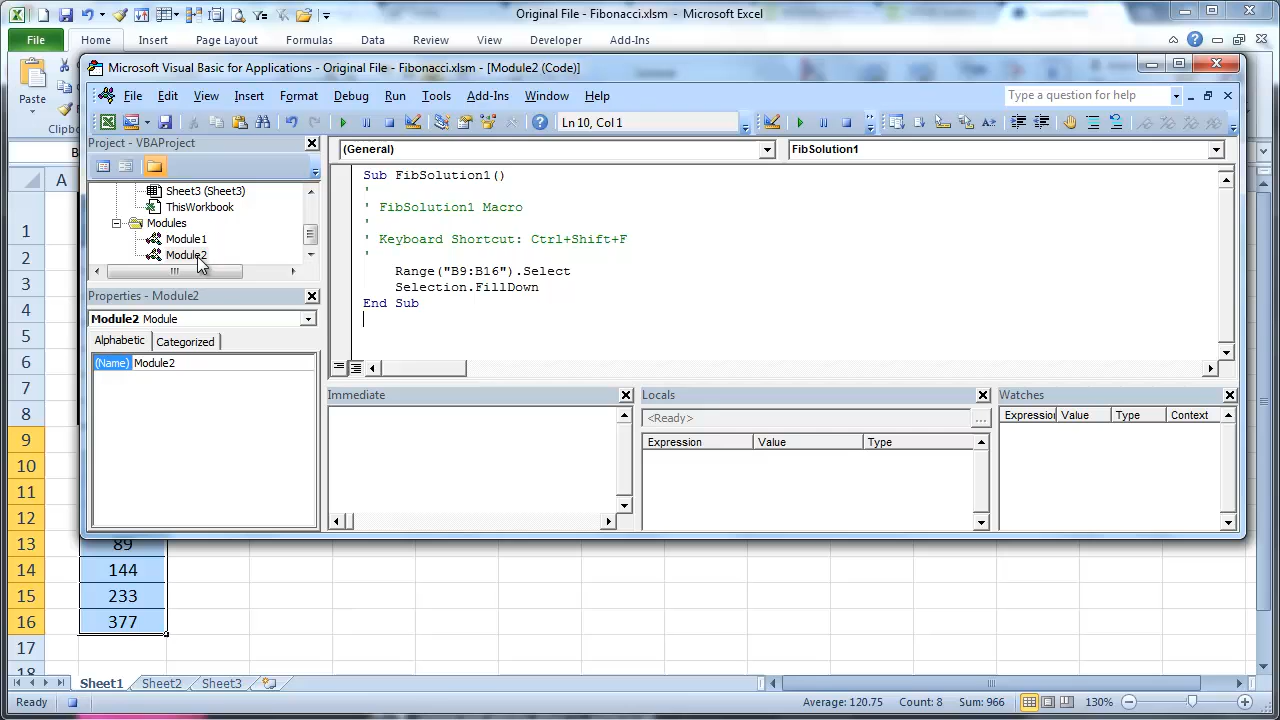 Original File - Fibonacci.xlsm - Microsoft Excel
File Home Insert Page Layout Formulas Data Review View Developer Add-Ins
Paste
Microsoft Visual Basic for Applications - Original File - Fibonacci.xlsm - [Module2 (Code)]
File Edit View Insert Format Debug Run Tools Add-Ins Window Help
Type a question for help
Ln 10, Col 1
Project - VBAProject
Sheet3 (Sheet3)
ThisWorkbook
Modules
Module1
Module2
Properties - Module2
Module2 Module
Alphabetic Categorized
(Name) Module2
(General) FibSolution1
Sub FibSolution1()
'
' FibSolution1 Macro
'
' Keyboard Shortcut: Ctrl+Shift+F
'
Range("B9:B16").Select
Selection.FillDown
End Sub
Immediate
Locals
<Ready>
Expression Value Type
Watches
Value Type Context
A
1
2
3
4
5
6
7
8
9
10
11
12
13 89
14 144
15 233
16 377
17
18
Sheet1 Sheet2 Sheet3
Ready Average: 120.75 Count: 8 Sum: 966 130%